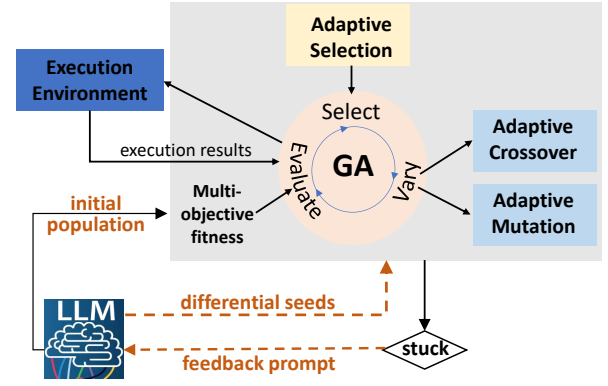 Adaptive
Selection
Execution
Environment
Select
execution results
Evaluate
GA
Vary
Adaptive
Crossover
Multi-
objective
fitness
Adaptive
Mutation
initial
population
LLM
differential seeds
feedback prompt
stuck